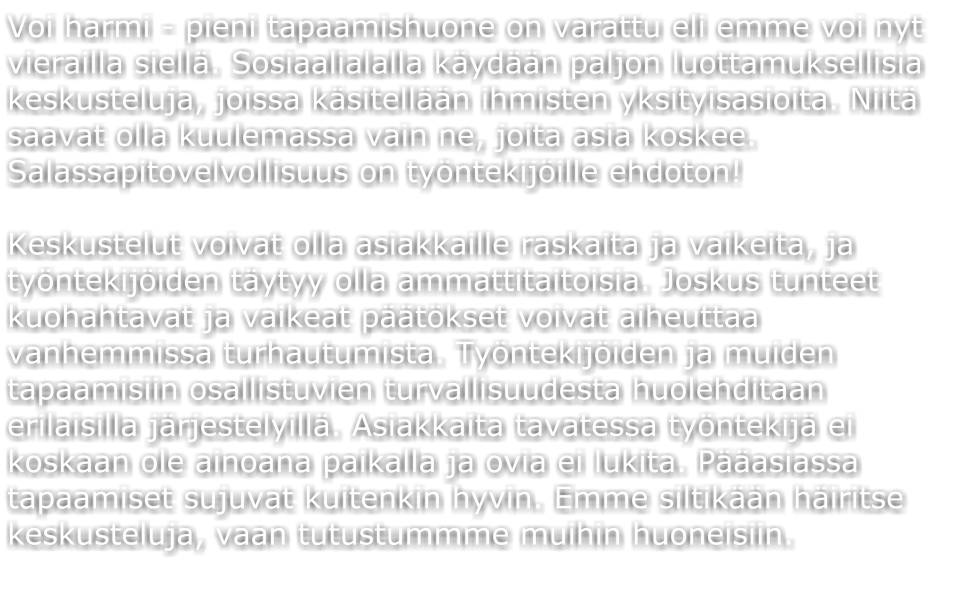 Voi harmi - pieni tapaamishuone on varattu eli emme voi nyt
vierailla siellä. Sosiaalialalla käydään paljon luottamuksellisia
keskusteluja, joissa käsitellään ihmisten yksityisasioita. Niitä
saavat olla kuulemassa vain ne, joita asia koskee.
Salassapitovelvollisuus on työntekijöille ehdoton!

Keskustelut voivat olla asiakkaille raskaita ja vaikeita, ja
työntekijöiden täytyy olla ammattitaitoisia. Joskus tunteet
kuohahtavat ja vaikeat päätökset voivat aiheuttaa
vanhemmissa turhautumista. Työntekijöiden ja muiden
tapaamisiin osallistuvien turvallisuudesta huolehditaan
erilaisilla järjestelyillä. Asiakkaita tavatessa työntekijä ei
koskaan ole ainoana paikalla ja ovia ei lukita. Pääasiassa
tapaamiset sujuvat kuitenkin hyvin. Emme siltikään häiritse
keskusteluja, vaan tutustummme muihin huoneisiin.